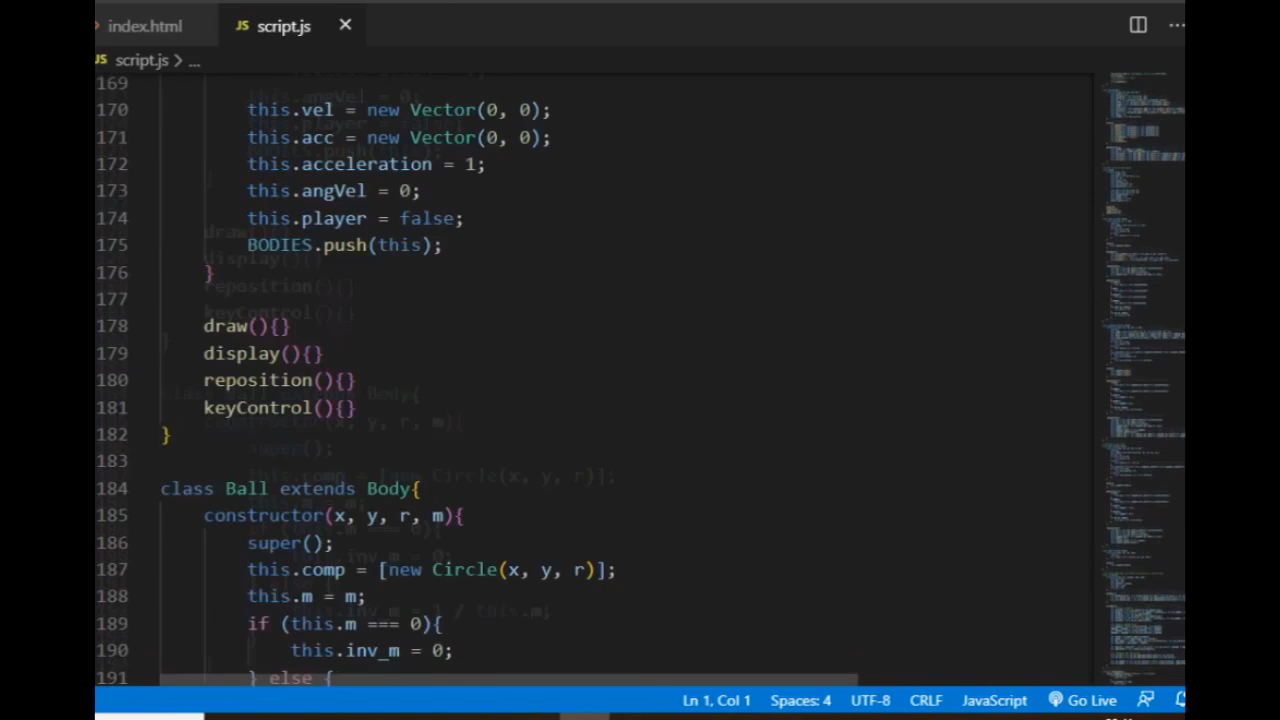 index.html
JS script.js ×
JS script.js > ...
169
170 this.vel = new Vector(0, 0);
171 this.acc = new Vector(0, 0);
172 this.acceleration = 1;
173 this.angVel = 0;
174 this.player = false;
175 BODIES.push(this);
176 }
177
178 draw(){}
179 display(){}
180 reposition(){}
181 keyControl(){}
182 }
183
184 class Ball extends Body{
185 constructor(x, y, r, m){
186 super();
187 this.comp = [new Circle(x, y, r)];
188 this.m = m;
189 if (this.m === 0){
190 this.inv_m = 0;
191 } else {
Ln 1, Col 1 Spaces: 4 UTF-8 CRLF JavaScript Go Live